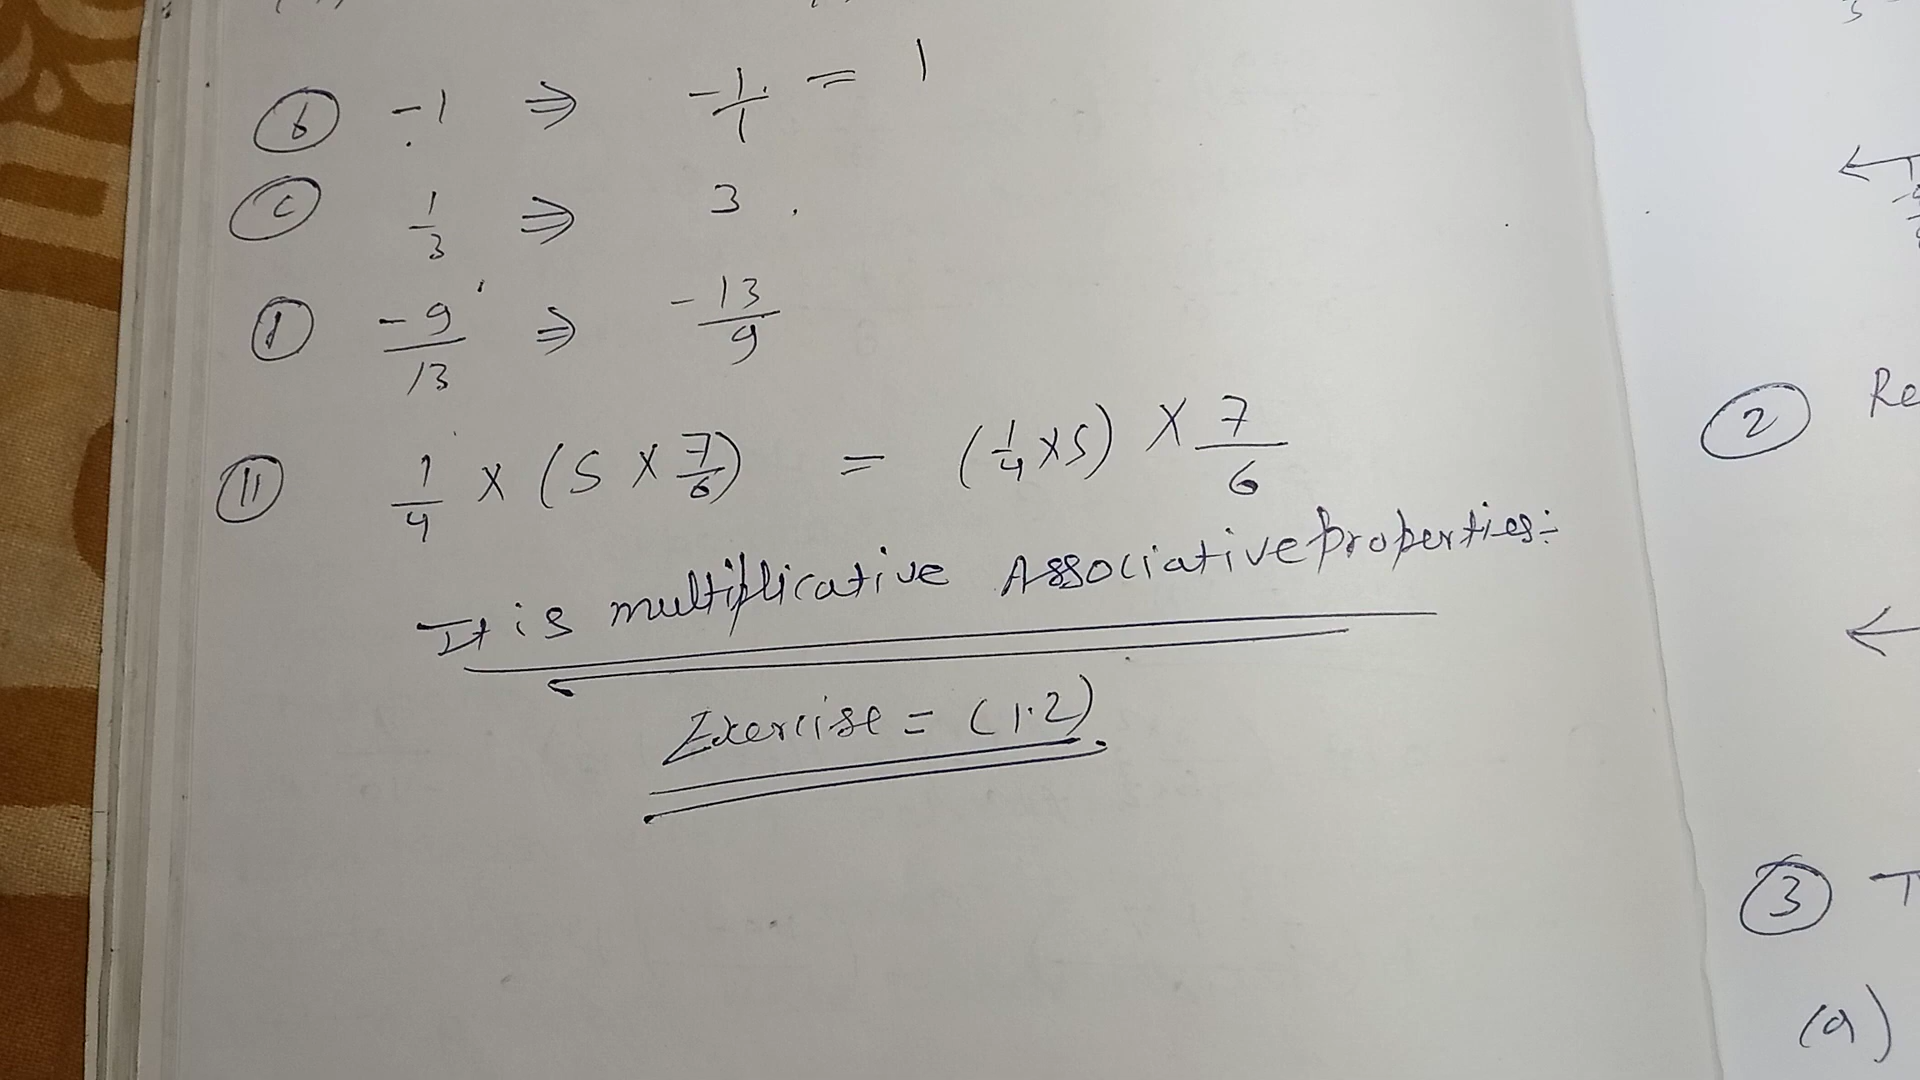 (b) -1 ⇒ -1/1 = 1
(c) 1/3 ⇒ 3.
-9/13 ⇒ -13/9
(11) 1/4 × (5 × 7/6) = (1/4 × 5) × 7/6
It is multiplicative Associative properties:-
Exercise = (1.2).
(2) Re
(3) T
(a)